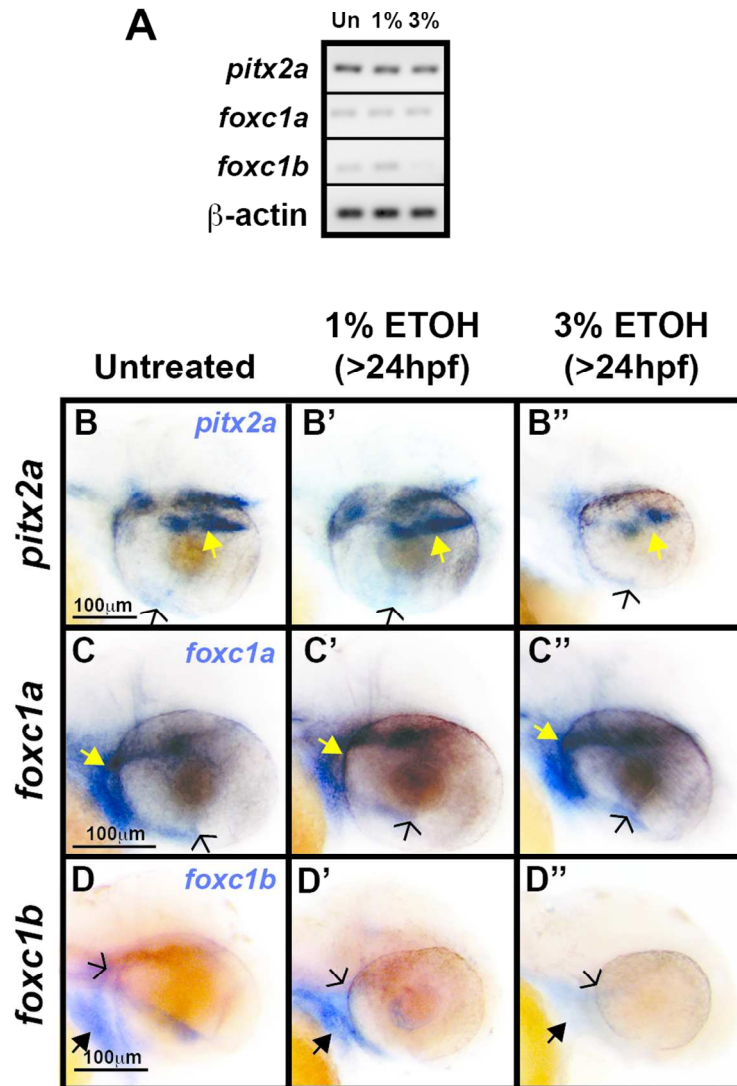 A
Un 1% 3%
pitx2a
foxc1a
foxc1b
β-actin
Untreated
1% ETOH
(>24hpf)
3% ETOH
(>24hpf)
pitx2a
B
pitx2a
B’
B”
100μm
foxc1a
C
foxc1a
C’
C”
100μm
foxc1b
D
foxc1b
D’
D”
100μm